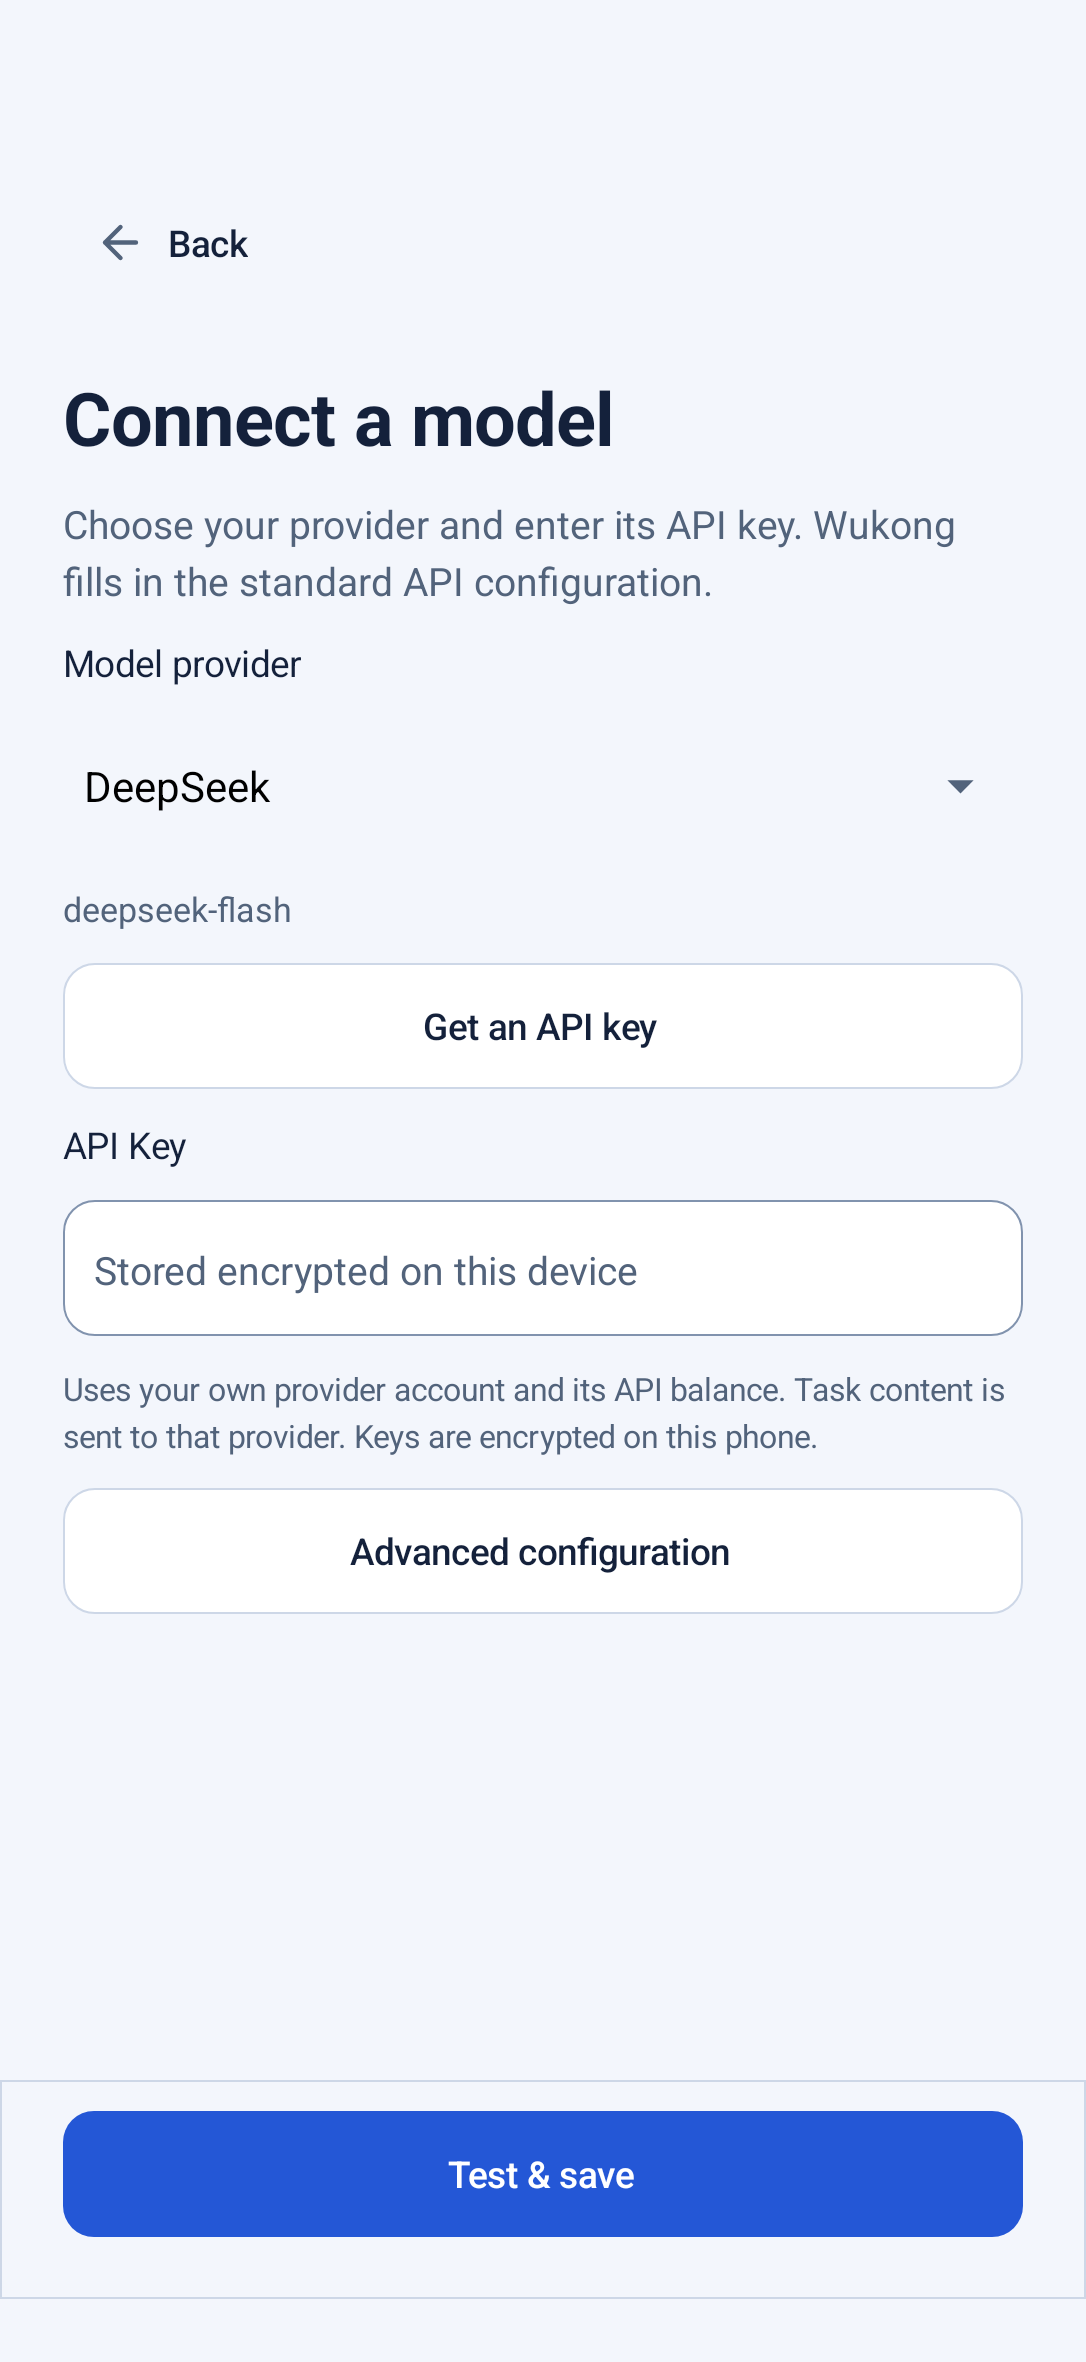 Back
Connect a model
Choose your provider and enter its API key. Wukong
fills in the standard API configuration.
Model provider
DeepSeek
deepseek-flash
Get an API key
API Key
Stored encrypted on this device
Uses your own provider account and its API balance. Task content is
sent to that provider. Keys are encrypted on this phone.
Advanced configuration
Test & save